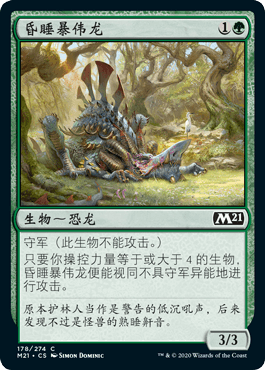 昏睡暴伟龙 1
生物～恐龙 M21
守军（此生物不能攻击。）
只要你操控力量等于或大于 4 的生物，
昏睡暴伟龙便能视同不具守军异能地进
行攻击。
原本护林人当作是警告的低沉吼声，后来
发现不过是怪兽的熟睡鼾音。
3/3
178/274 C
M21 • CS SIMON DOMINIC
™ & © 2020 Wizards of the Coast